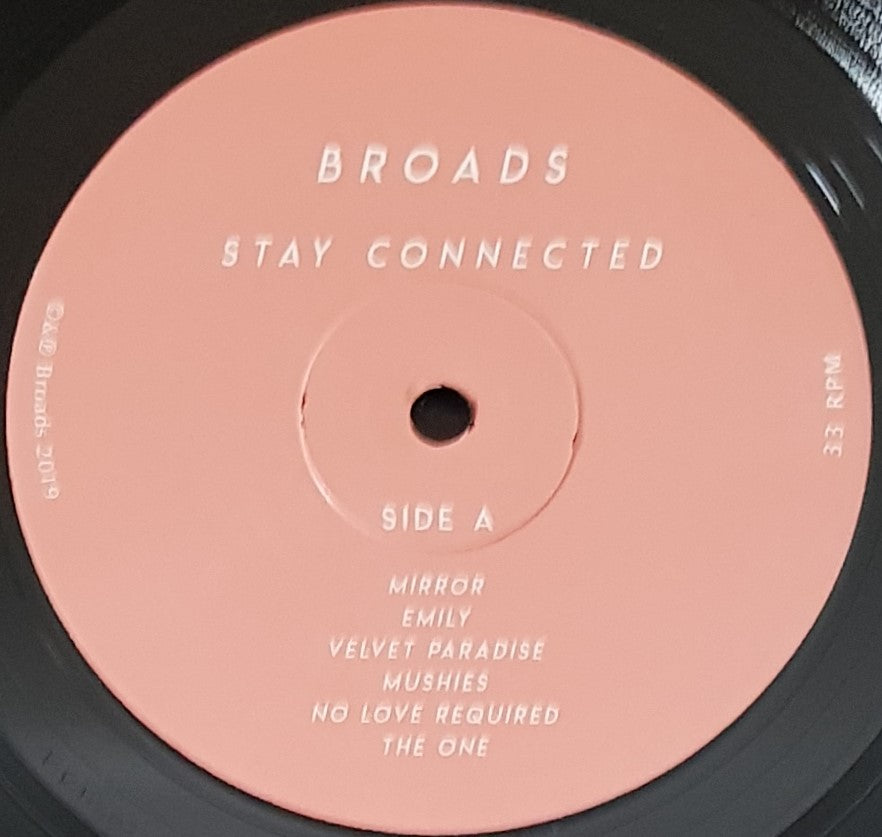 BROADS
STAY CONNECTED
©&℗ Broads 2019
33 RPM
SIDE A
MIRROR
EMILY
VELVET PARADISE
MUSHIES
NO LOVE REQUIRED
THE ONE